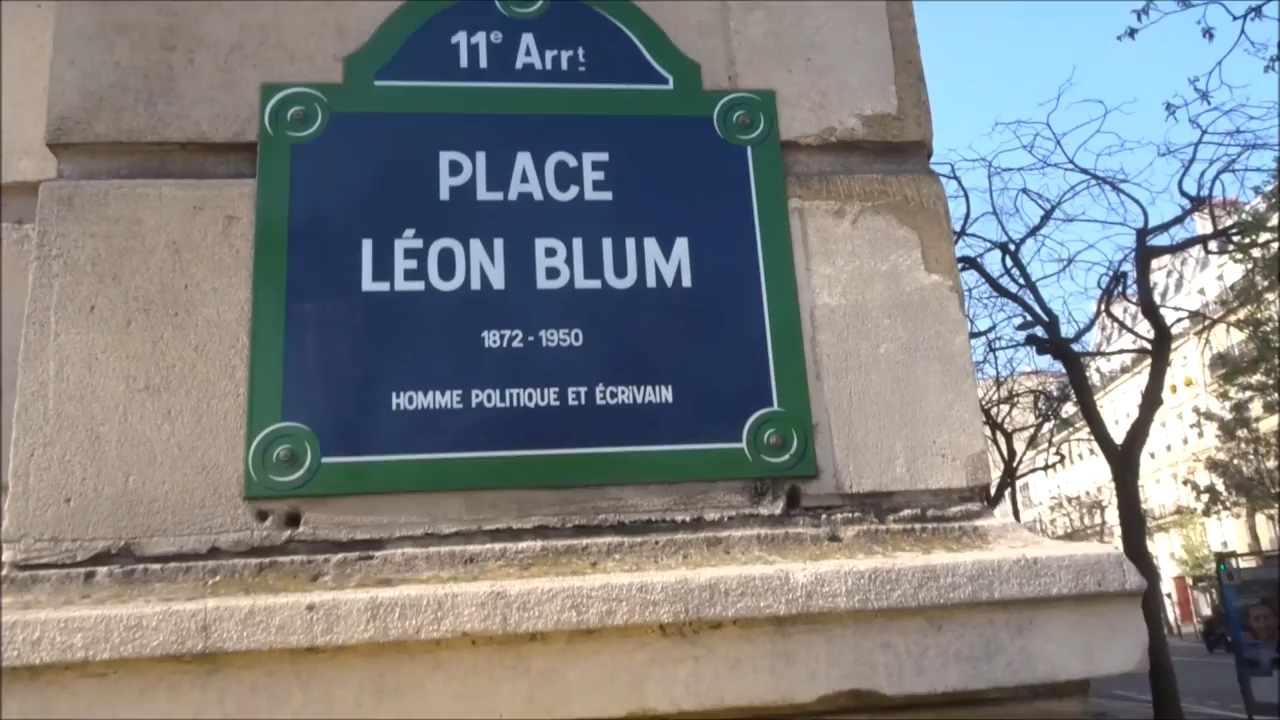 11e Arrt
PLACE
LÉON BLUM
1872 - 1950
HOMME POLITIQUE ET ÉCRIVAIN